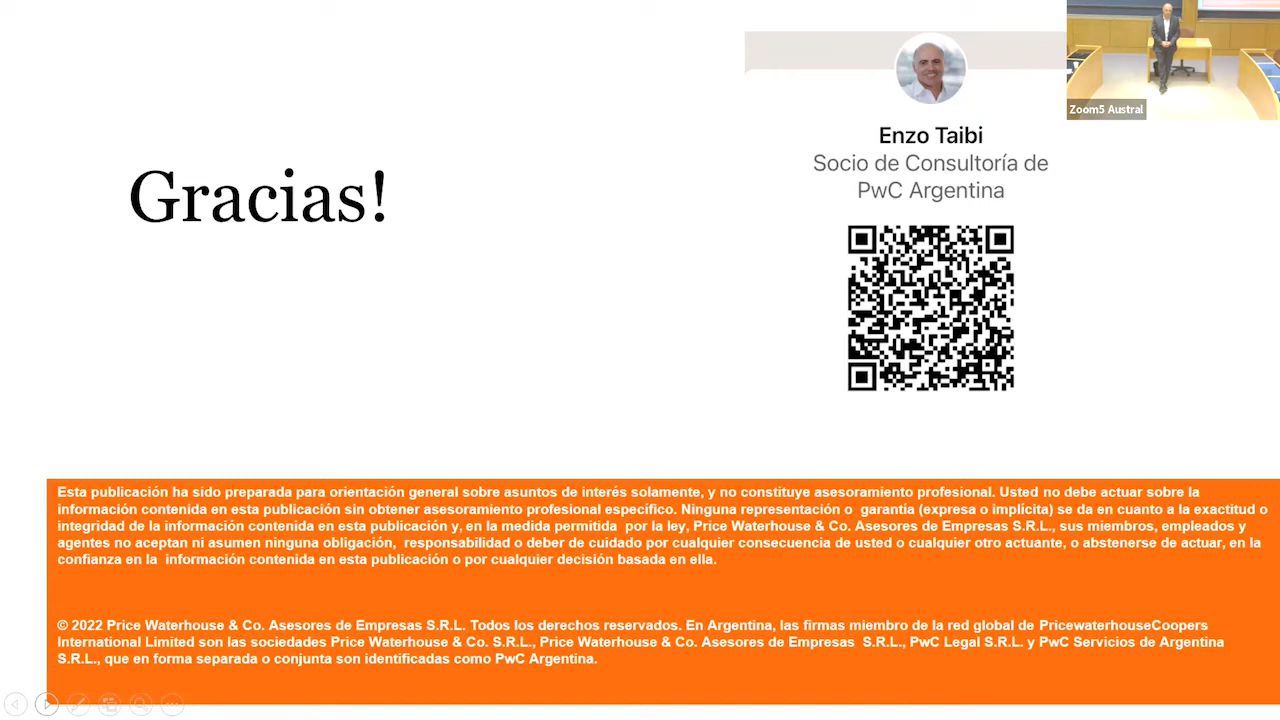 Zoom5 Austral
Enzo Taibi
Socio de Consultoría de
PwC Argentina
Gracias!
Esta publicación ha sido preparada para orientación general sobre asuntos de interés solamente, y no constituye asesoramiento profesional. Usted no debe actuar sobre la
información contenida en esta publicación sin obtener asesoramiento profesional específico. Ninguna representación o garantía (expresa o implícita) se da en cuanto a la exactitud o
integridad de la información contenida en esta publicación y, en la medida permitida por la ley, Price Waterhouse & Co. Asesores de Empresas S.R.L., sus miembros, empleados y
agentes no aceptan ni asumen ninguna obligación, responsabilidad o deber de cuidado por cualquier consecuencia de usted o cualquier otro actuante, o abstenerse de actuar, en la
confianza en la información contenida en esta publicación o por cualquier decisión basada en ella.
© 2022 Price Waterhouse & Co. Asesores de Empresas S.R.L. Todos los derechos reservados. En Argentina, las firmas miembro de la red global de PricewaterhouseCoopers
International Limited son las sociedades Price Waterhouse & Co. S.R.L., Price Waterhouse & Co. Asesores de Empresas S.R.L., PwC Legal S.R.L. y PwC Servicios de Argentina
S.R.L., que en forma separada o conjunta son identificadas como PwC Argentina.